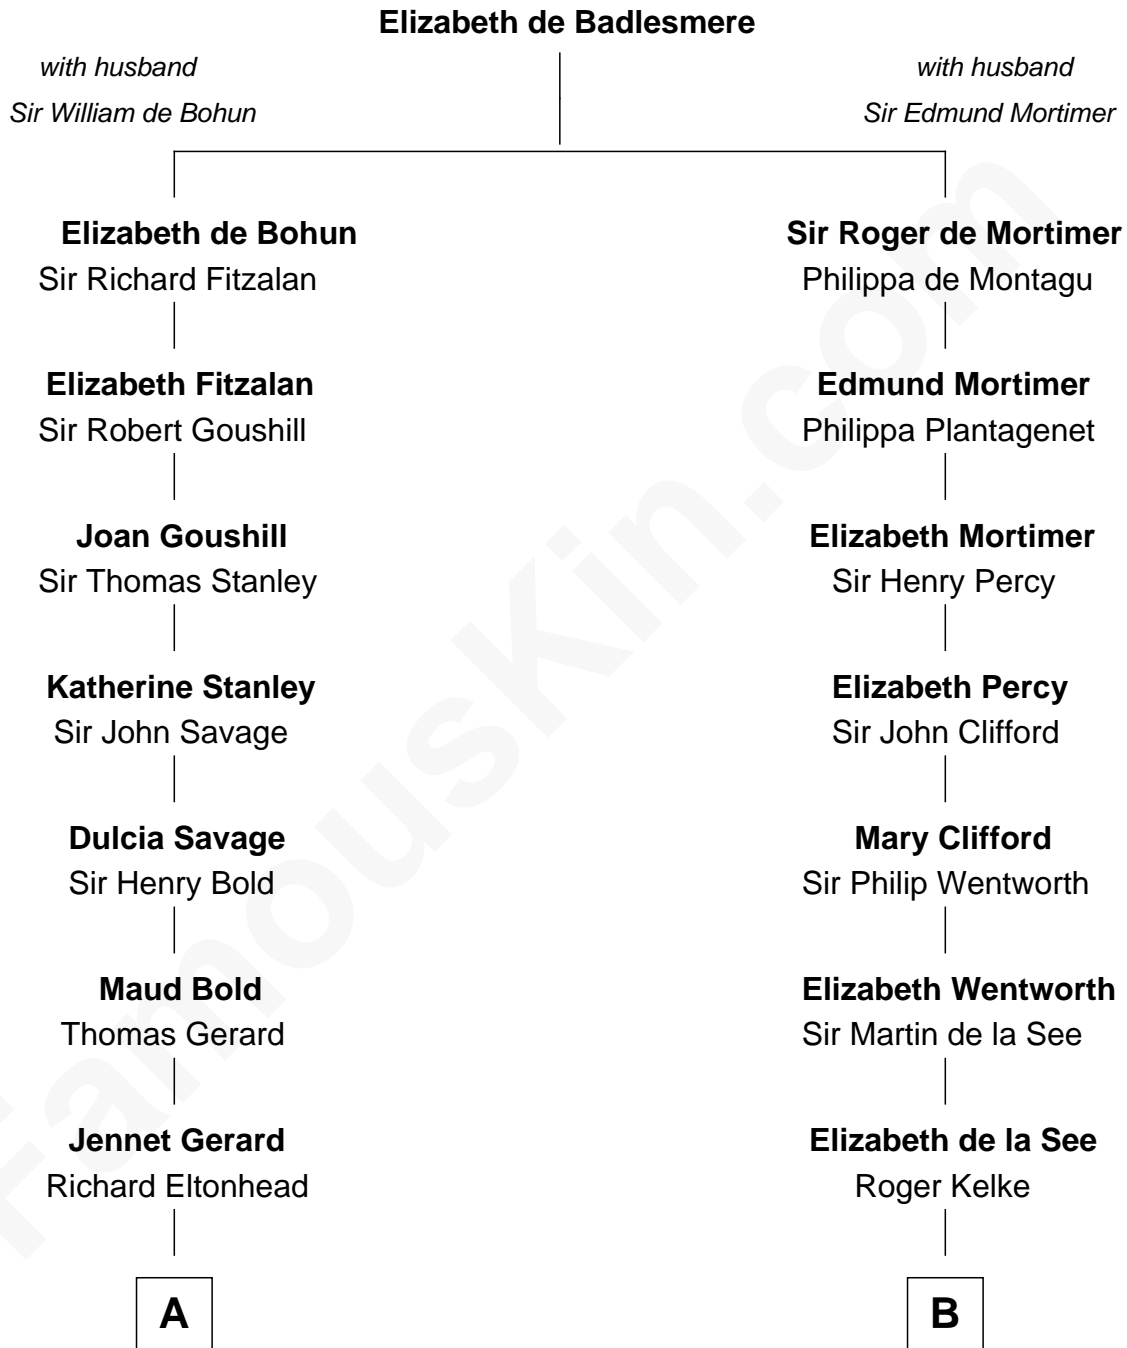 Elizabeth de Badlesmere
with husband
Sir William de Bohun
with husband
Sir Edmund Mortimer
Elizabeth de Bohun
Sir Richard Fitzalan
Sir Roger de Mortimer
Philippa de Montagu
Elizabeth Fitzalan
Sir Robert Goushill
Edmund Mortimer
Philippa Plantagenet
Joan Goushill
Sir Thomas Stanley
Elizabeth Mortimer
Sir Henry Percy
Katherine Stanley
Sir John Savage
Elizabeth Percy
Sir John Clifford
Dulcia Savage
Sir Henry Bold
Mary Clifford
Sir Philip Wentworth
Maud Bold
Thomas Gerard
Elizabeth Wentworth
Sir Martin de la See
Jennet Gerard
Richard Eltonhead
Elizabeth de la See
Roger Kelke
A
B
FamousKin.com